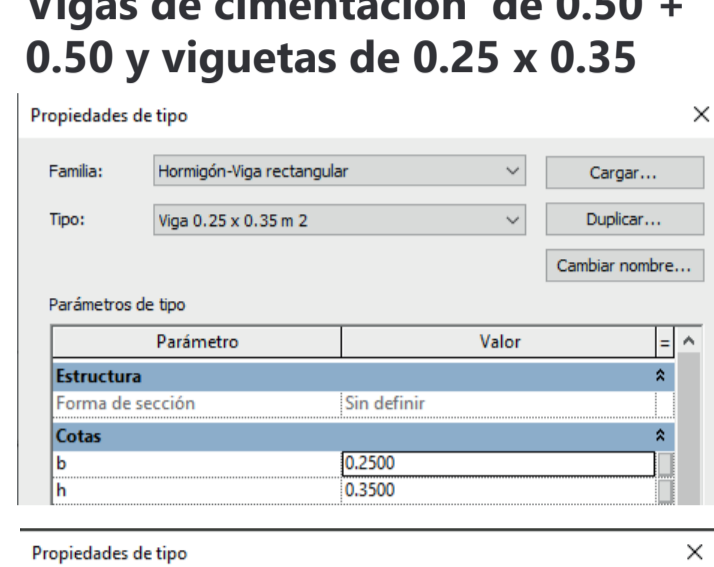 Vigas de cimentación de 0.50 +
0.50 y viguetas de 0.25 x 0.35
Propiedades de tipo
Familia: Hormigón-Viga rectangular Cargar...
Tipo: Viga 0.25 x 0.35 m 2 Duplicar...
Cambiar nombre...
Parámetros de tipo
Parámetro Valor =
Estructura
Forma de sección Sin definir
Cotas
b 0.2500
h 0.3500
Propiedades de tipo